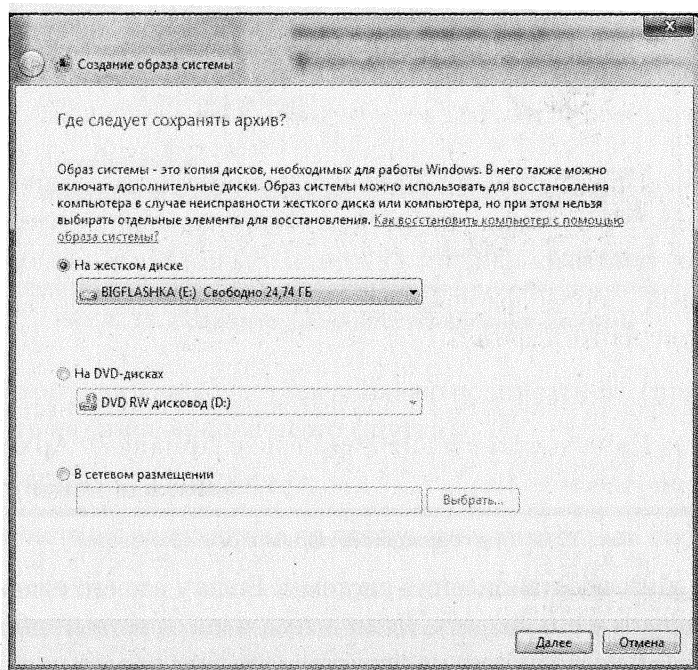 Создание образа системы
Где следует сохранять архив?
Образ системы - это копия дисков, необходимых для работы Windows. В него также можно
включать дополнительные диски. Образ системы можно использовать для восстановления
компьютера в случае неисправности жесткого диска или компьютера, но при этом нельзя
выбирать отдельные элементы для восстановления. Как восстановить компьютер с помощью
образа системы?
На жестком диске
BIGFLASHKA (E:) Свободно 24,74 ГБ
На DVD-дисках
DVD RW дисковод (D:)
В сетевом размещении
Выбрать...
Далее
Отмена